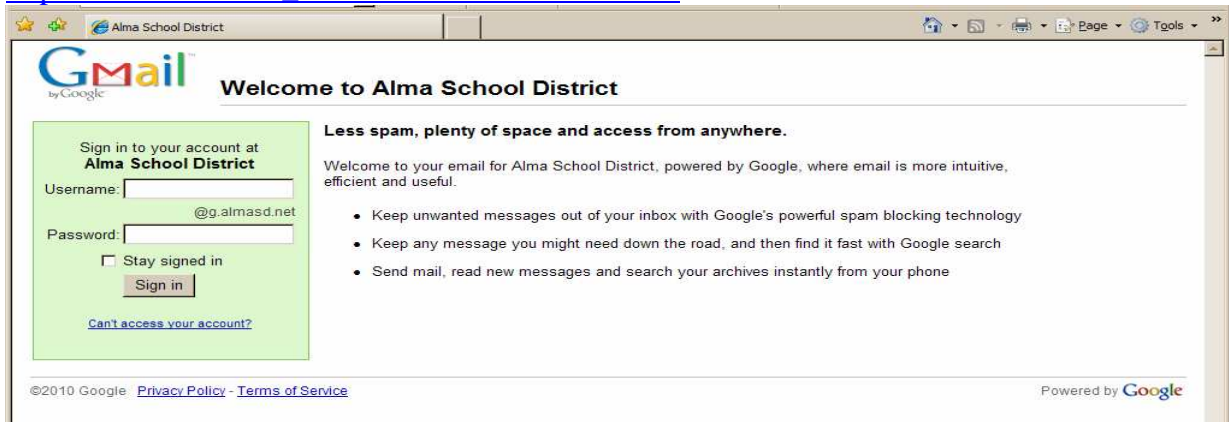 Alma School District
Page
Tools
Gmail
by Google
Welcome to Alma School District
Sign in to your account at
Alma School District
Username:
@g.almasd.net
Password:
Stay signed in
Sign in
Can't access your account?
Less spam, plenty of space and access from anywhere.
Welcome to your email for Alma School District, powered by Google, where email is more intuitive,
efficient and useful.
• Keep unwanted messages out of your inbox with Google's powerful spam blocking technology
• Keep any message you might need down the road, and then find it fast with Google search
• Send mail, read new messages and search your archives instantly from your phone
©2010 Google Privacy Policy - Terms of Service
Powered by Google